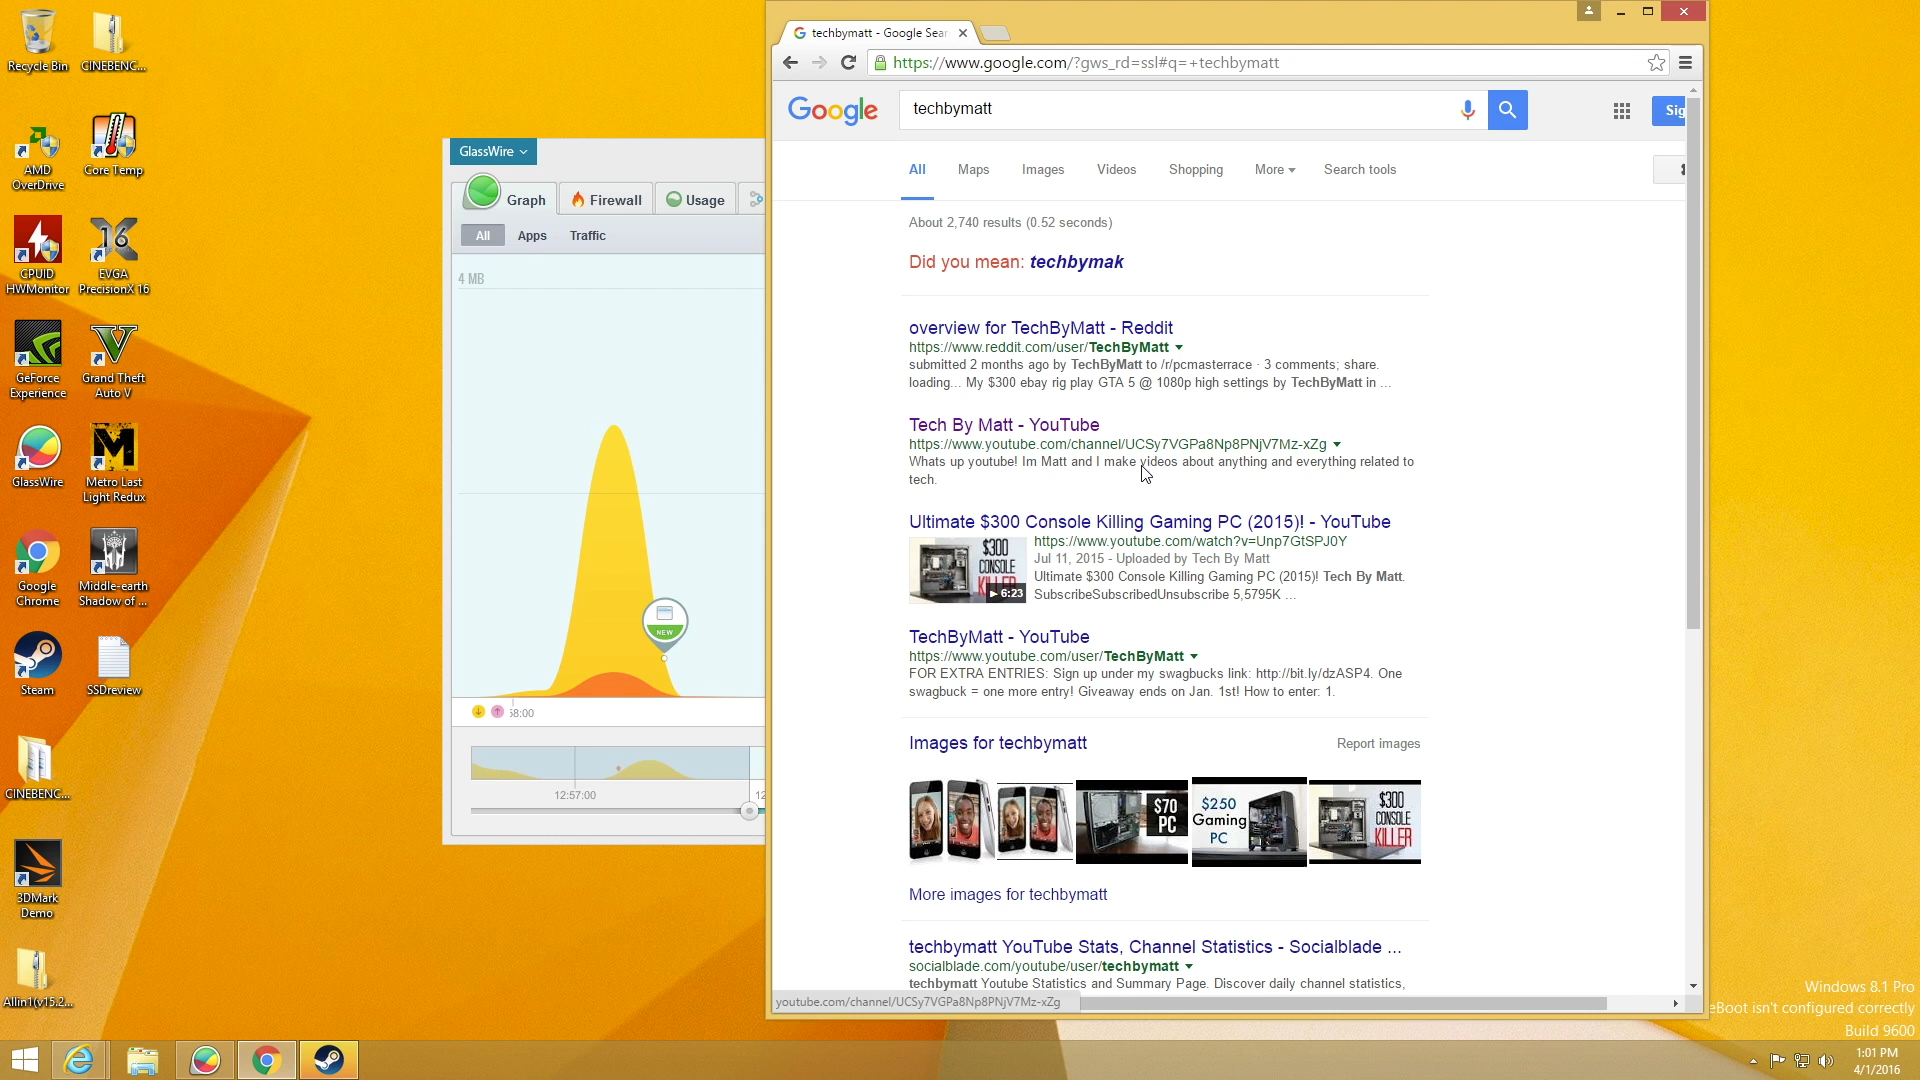 Recycle Bin
CINEBENC...
AMD OverDrive
Core Temp
CPUID HWMonitor
EVGA PrecisionX 16
GeForce Experience
Grand Theft Auto V
GlassWire
Metro Last Light Redux
Google Chrome
Middle-earth Shadow of ...
Steam
SSDreview
CINEBENC...
3DMark Demo
Allin1(v15.2...
GlassWire
Graph
Firewall
Usage
All
Apps
Traffic
4 MB
NEW
58:00
12:57:00
12
techbymatt - Google Sear
https://www.google.com/?gws_rd=ssl#q=+techbymatt
Google
techbymatt
Sig
All
Maps
Images
Videos
Shopping
More
Search tools
About 2,740 results (0.52 seconds)
Did you mean: techbymak
overview for TechByMatt - Reddit
https://www.reddit.com/user/TechByMatt
submitted 2 months ago by TechByMatt to /r/pcmasterrace · 3 comments; share.
loading... My $300 ebay rig play GTA 5 @ 1080p high settings by TechByMatt in ...
Tech By Matt - YouTube
https://www.youtube.com/channel/UCSy7VGPa8Np8PNjV7Mz-xZg
Whats up youtube! Im Matt and I make videos about anything and everything related to
tech.
Ultimate $300 Console Killing Gaming PC (2015)! - YouTube
$300 CONSOLE KILLER
6:23
https://www.youtube.com/watch?v=Unp7GtSPJ0Y
Jul 11, 2015 - Uploaded by Tech By Matt
Ultimate $300 Console Killing Gaming PC (2015)! Tech By Matt.
SubscribeSubscribedUnsubscribe 5,5795K ...
TechByMatt - YouTube
https://www.youtube.com/user/TechByMatt
FOR EXTRA ENTRIES: Sign up under my swagbucks link: http://bit.ly/dzASP4. One
swagbuck = one more entry! Giveaway ends on Jan. 1st! How to enter: 1.
Images for techbymatt
Report images
$70 PC
$250 Gaming PC
$300 CONSOLE KILLER
More images for techbymatt
techbymatt YouTube Stats, Channel Statistics - Socialblade ...
socialblade.com/youtube/user/techbymatt
techbymatt Youtube Statistics and Summary Page. Discover daily channel statistics,
youtube.com/channel/UCSy7VGPa8Np8PNjV7Mz-xZg
Windows 8.1 Pro
eBoot isn't configured correctly
Build 9600
1:01 PM
4/1/2016